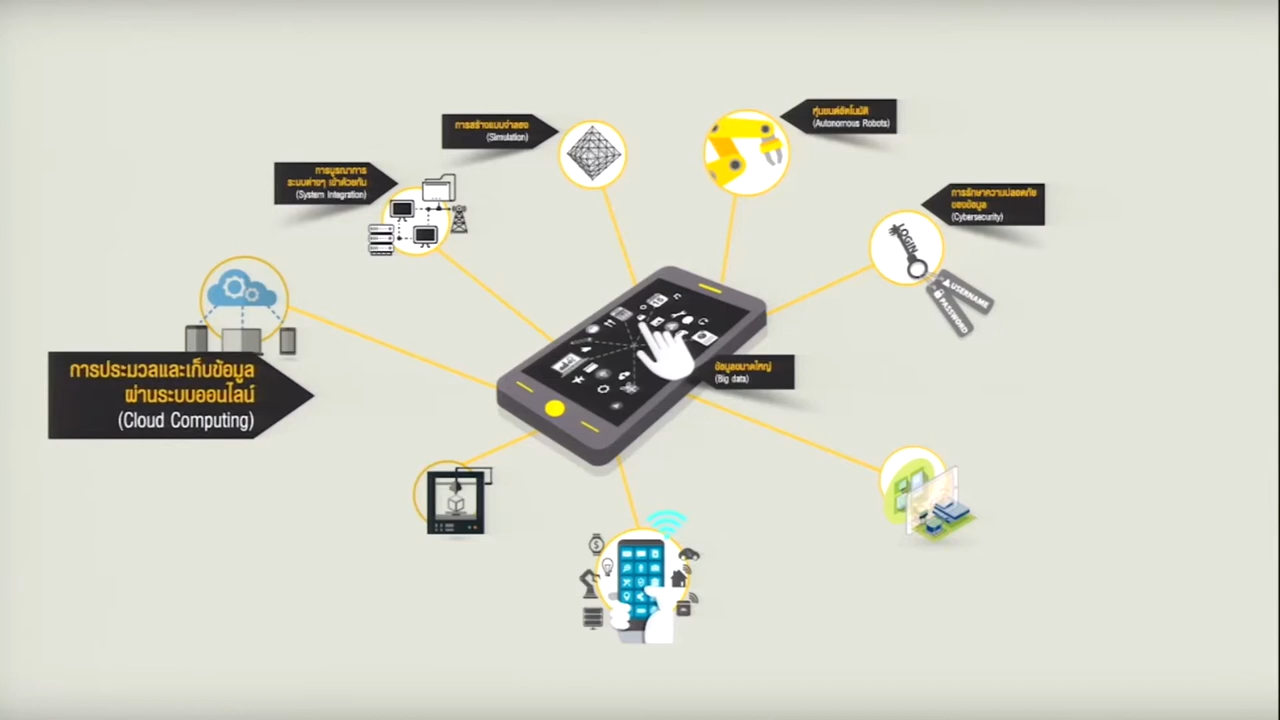 การสร้างแบบจำลอง
(Simulation)
หุ่นยนต์อัตโนมัติ
(Autonomous Robots)
การบูรณาการ
ระบบต่างๆ เข้าด้วยกัน
(System Integration)
การรักษาความปลอดภัย
ของข้อมูล
(Cybersecurity)
LOGIN
USERNAME
PASSWORD
ข้อมูลขนาดใหญ่
(Big data)
การประมวลและเก็บข้อมูล
ผ่านระบบออนไลน์
(Cloud Computing)